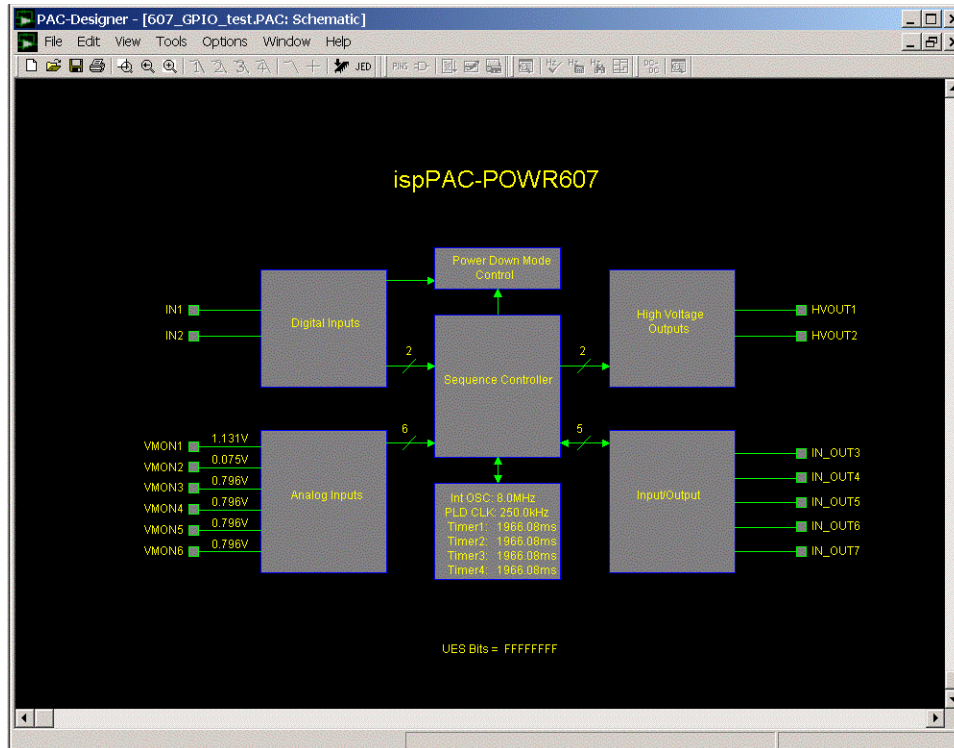 PAC-Designer - [607_GPIO_test.PAC: Schematic]
File Edit View Tools Options Window Help
JED PINS DC-DC
ispPAC-POWR607
Power Down Mode
Control
IN1
IN2
Digital Inputs
2
Sequence Controller
2
High Voltage
Outputs
HVOUT1
HVOUT2
VMON1 1.131V
VMON2 0.075V
VMON3 0.796V
VMON4 0.796V
VMON5 0.796V
VMON6 0.796V
Analog Inputs
6
5
Input/Output
IN_OUT3
IN_OUT4
IN_OUT5
IN_OUT6
IN_OUT7
Int OSC: 8.0MHz
PLD CLK: 250.0kHz
Timer1: 1966.08ms
Timer2: 1966.08ms
Timer3: 1966.08ms
Timer4: 1966.08ms
UES Bits = FFFFFFFF